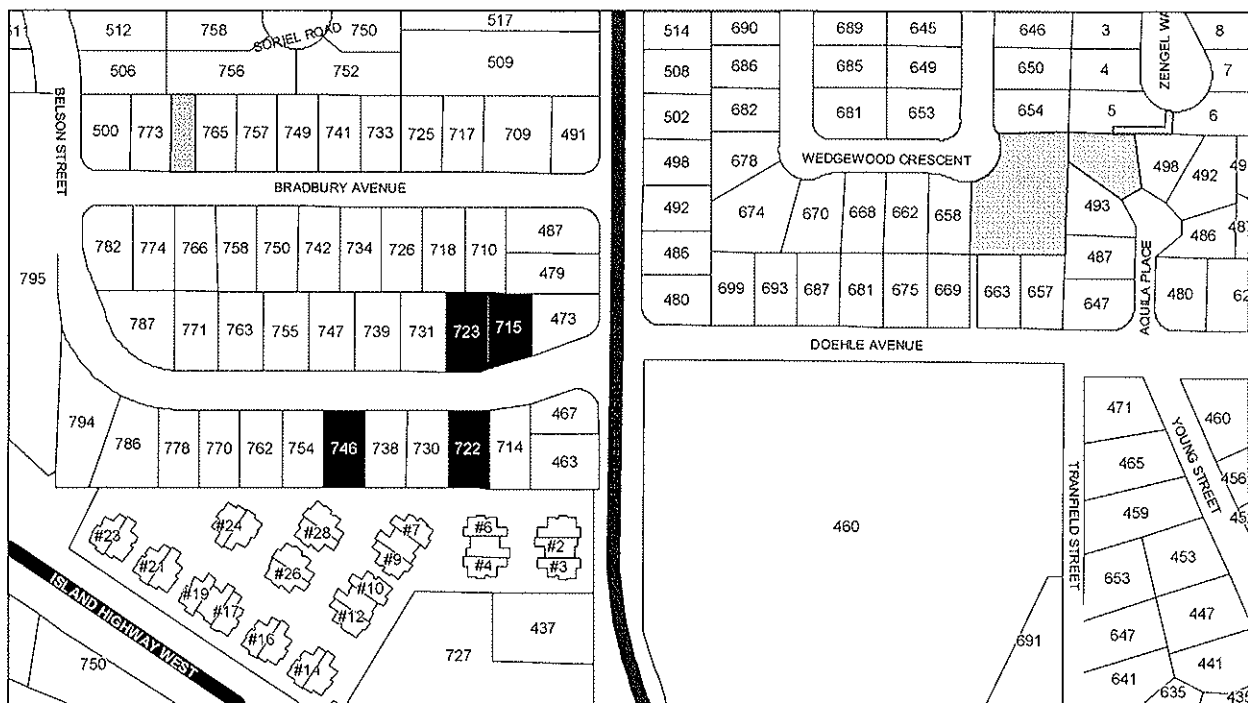 512 758 SORIEL ROAD 750 517
506 756 752 509
BELSON STREET
500 773 765 757 749 741 733 725 717 709 491
BRADBURY AVENUE
782 774 766 758 750 742 734 726 718 710 487
479
795
787 771 763 755 747 739 731 723 715 473
794 786 778 770 762 754 746 738 730 722 714 467
463
#23 #24 #28 #7 #6 #2
#21 #26 #9 #4 #3
#19 #17 #10
#12
#16
#14
ISLAND HIGHWAY WEST
750
727
437
514 690 689 645 646 3 8
ZENGEL WA
508 686 685 649 650 4 7
502 682 681 653 654 5 6
498 678 WEDGEWOOD CRESCENT 498 492
492 674 670 668 662 658 493
486 487 486
480 699 693 687 681 675 669 663 657 647 480
AQUILA PLACE
DOEHLE AVENUE
460
691
TRANFIELD STREET
YOUNG STREET
471 460
465 456
459
653 453
647 447
641 441
635